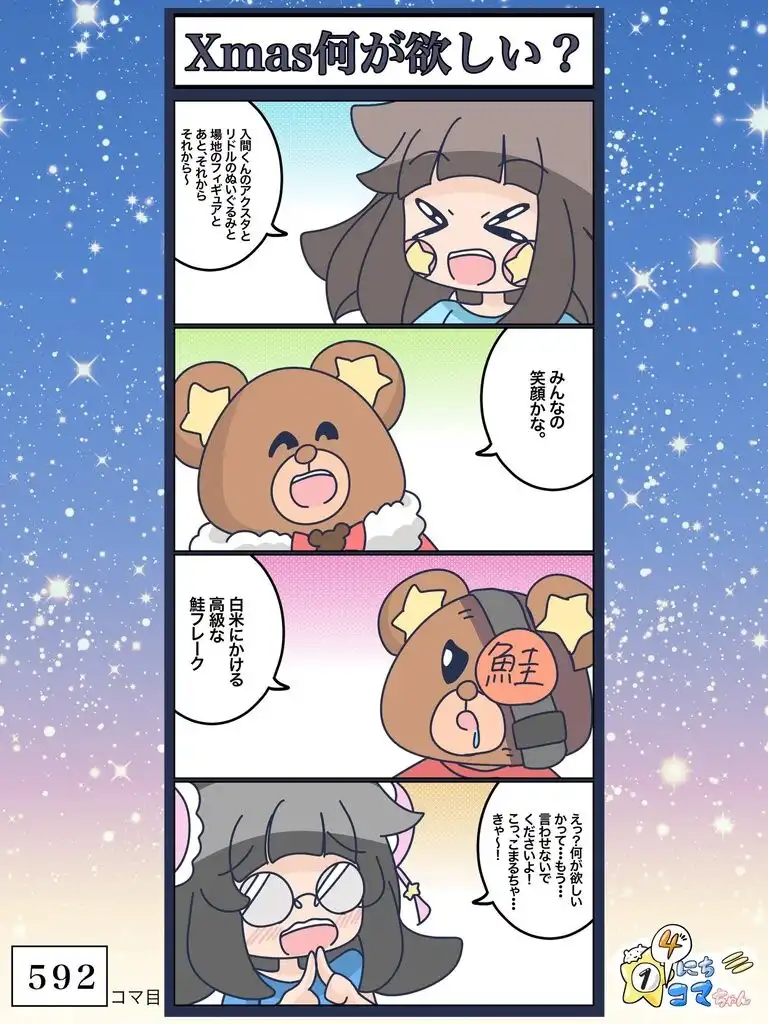 Xmas何が欲しい？
入間くんのアクスタと
リドルのぬいぐるみと
場地のフィギュアと
あと、それから
それから～
みんなの
笑顔かな。
白米にかける
高級な
鮭フレーク
鮭
えっ？何が欲しい
かって・・・もう・・・
言わせないで
くださいよ！
こっ、こまるちゃ・・・
きゃ～！
592
コマ目
1
4
にち
コマ
ちゃん